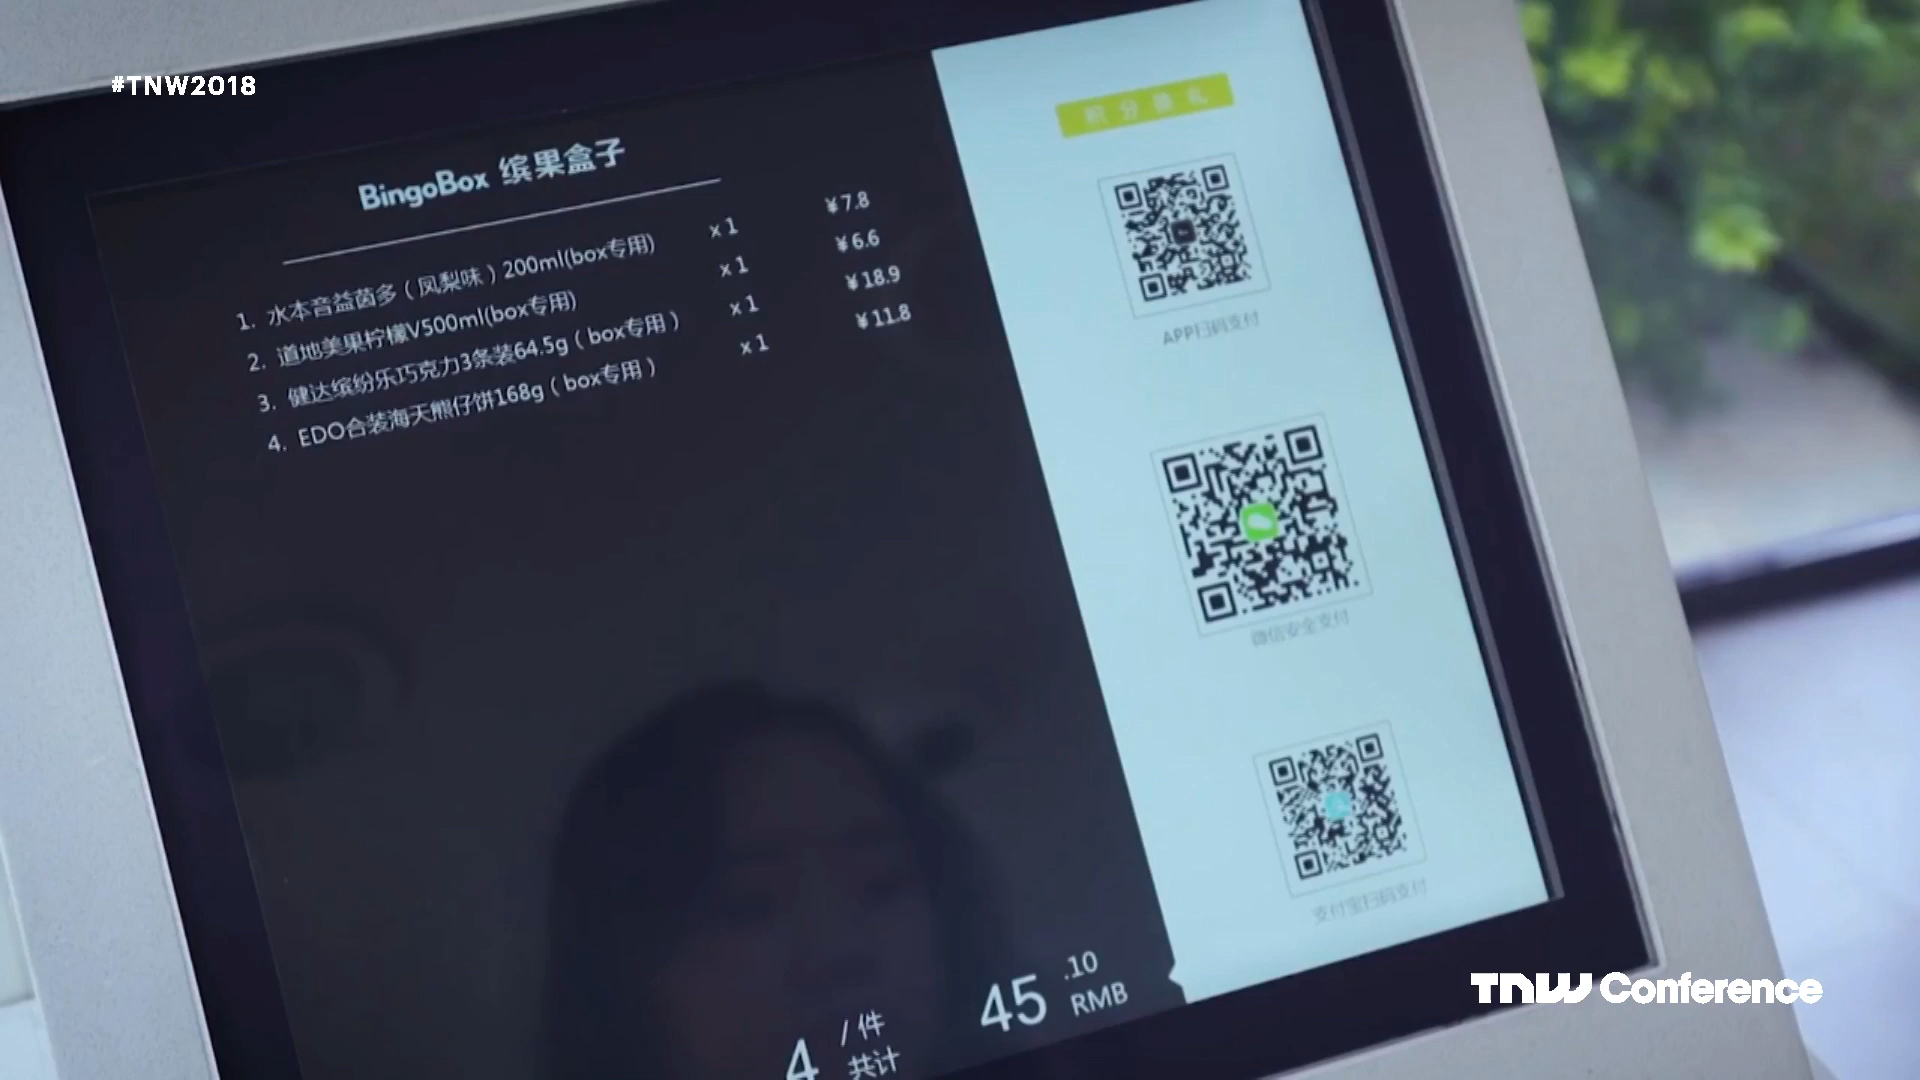 #TNW2018
BingoBox 缤果盒子
1. 水本音益菌多（凤梨味）200ml(box专用) x 1 ¥7.8
2. 道地美果柠檬V500ml(box专用) x 1 ¥6.6
3. 健达缤纷乐巧克力3条装64.5g（box专用） x 1 ¥18.9
4. EDO合装海天熊仔饼168g（box专用） x 1 ¥11.8
4 /件 共计
45.10 RMB
积分
APP扫码支付
微信安全支付
支付宝扫码支付
TNW Conference